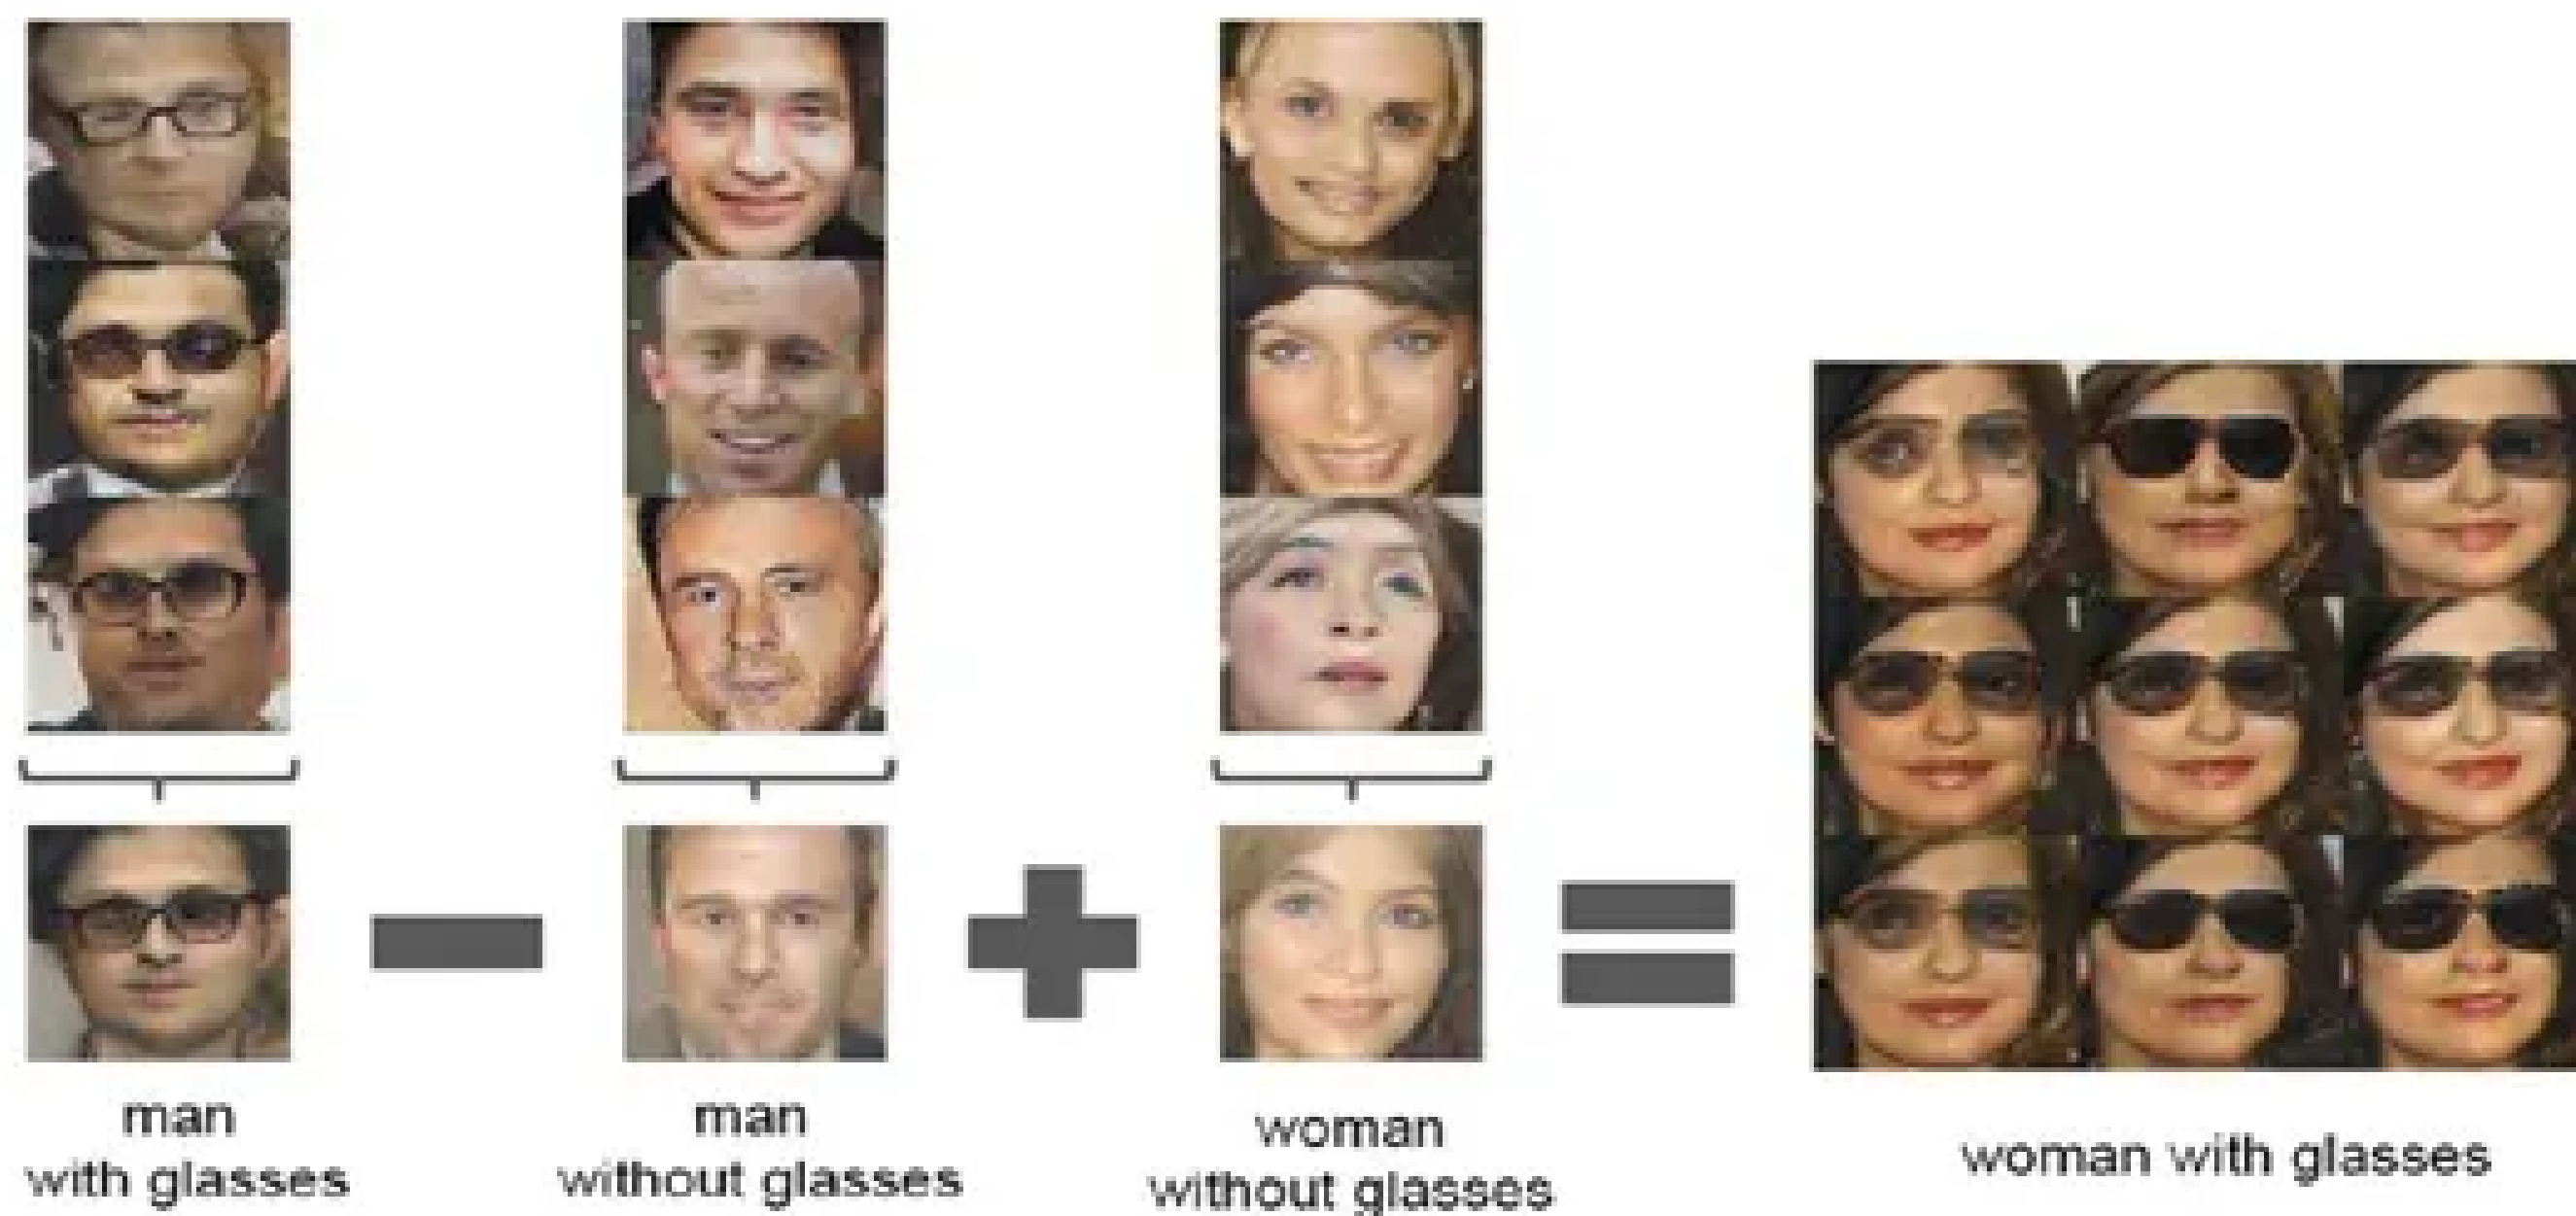 man
with glasses
man
without glasses
woman
without glasses
woman with glasses